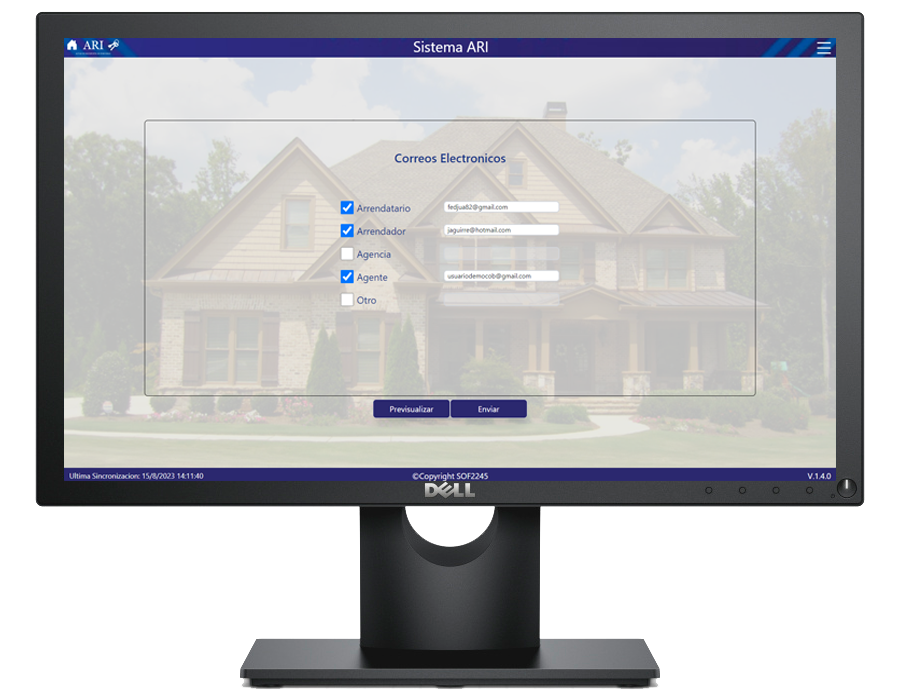 ARI
Sistema ARI
Correos Electronicos
Arrendatario fedjua82@gmail.com
Arrendador jaguirre@hotmail.com
Agencia
Agente usuariodemocob@gmail.com
Otro
Previsualizar Enviar
Ultima Sincronizacion: 15/8/2023 14:11:40 ©Copyright SOF2245 V.1.4.0
DELL